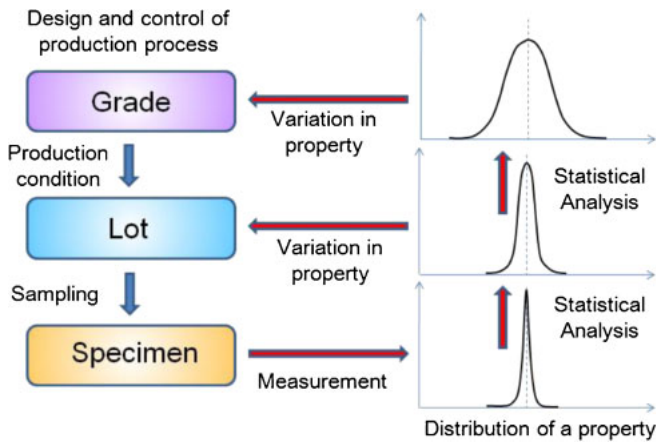 Design and control of
production process
Grade
Variation in
property
Production
condition
Statistical
Analysis
Lot
Variation in
property
Sampling
Statistical
Analysis
Specimen
Measurement
Distribution of a property